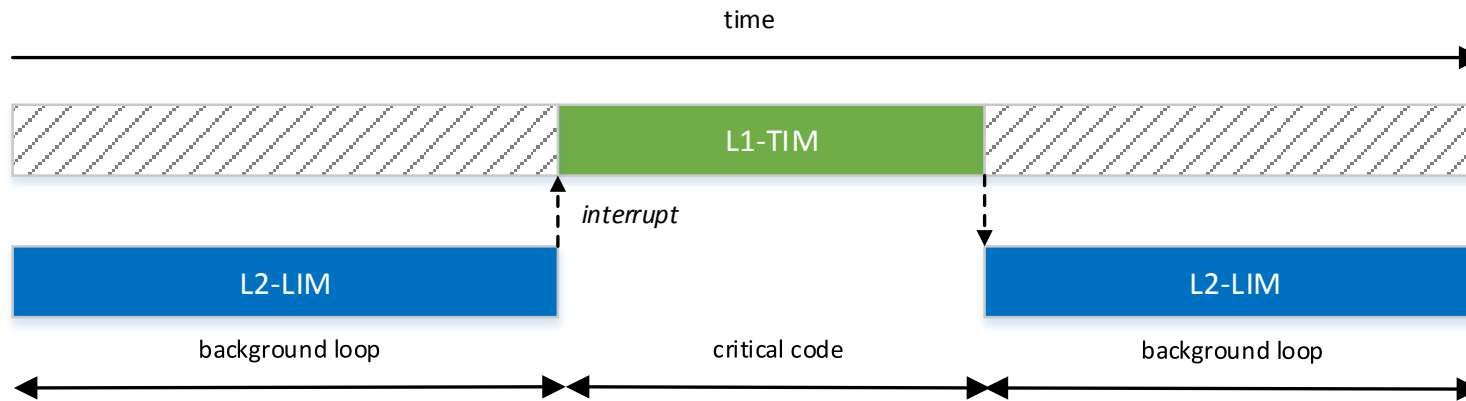 time
L1-TIM
interrupt
L2-LIM
L2-LIM
background loop
critical code
background loop